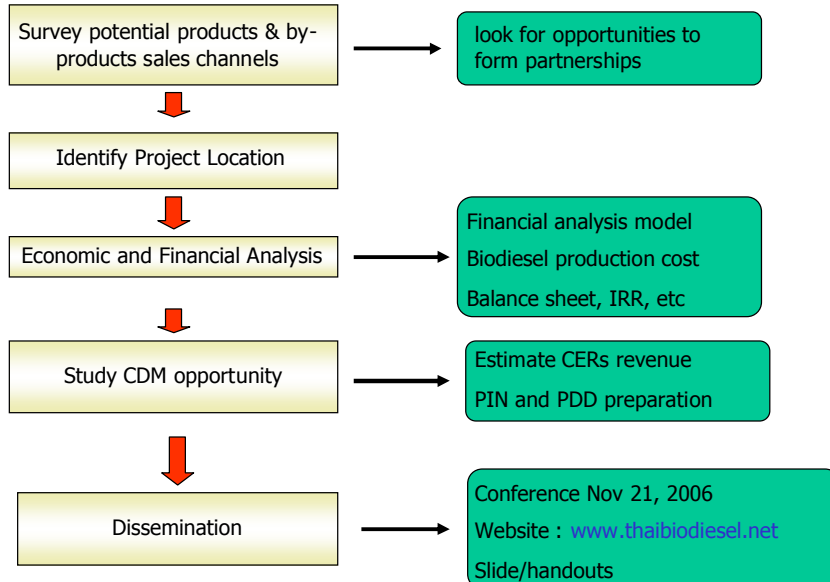 Survey potential products & by-
products sales channels
look for opportunities to
form partnerships
Identify Project Location
Economic and Financial Analysis
Financial analysis model
Biodiesel production cost
Balance sheet, IRR, etc
Study CDM opportunity
Estimate CERs revenue
PIN and PDD preparation
Dissemination
Conference Nov 21, 2006
Website : www.thaibiodiesel.net
Slide/handouts